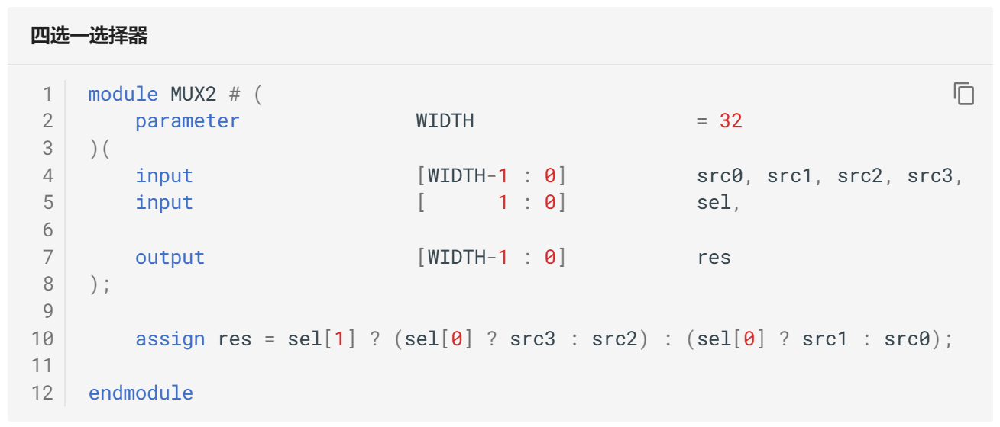 四选一选择器
1 module MUX2 # (
2     parameter               WIDTH                   = 32
3 )(
4     input                   [WIDTH-1 : 0]           src0, src1, src2, src3,
5     input                   [      1 : 0]           sel,
6
7     output                  [WIDTH-1 : 0]           res
8 );
9
10     assign res = sel[1] ? (sel[0] ? src3 : src2) : (sel[0] ? src1 : src0);
11
12 endmodule